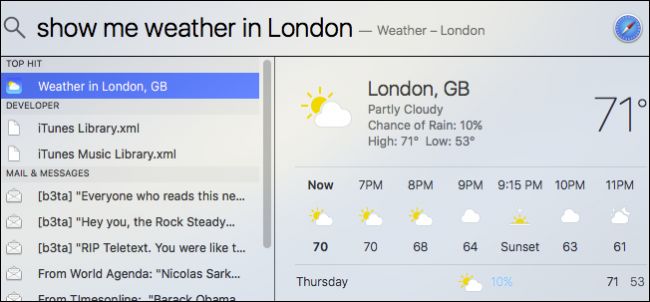 show me weather in London — Weather – London
TOP HIT
Weather in London, GB
DEVELOPER
iTunes Library.xml
iTunes Music Library.xml
MAIL & MESSAGES
[b3ta] "Everyone who reads this ne...
[b3ta] "Hey you, the Rock Steady...
[b3ta] "RIP Teletext. You were like t...
From World Agenda: "Nicolas Sark...
From TImesonline: "Barack Obama
London, GB
Partly Cloudy
Chance of Rain: 10%
High: 71° Low: 53°
71°
Now 7PM 8PM 9PM 9:15 PM 10PM 11PM
70 70 68 64 Sunset 63 61
Thursday 10% 71 53